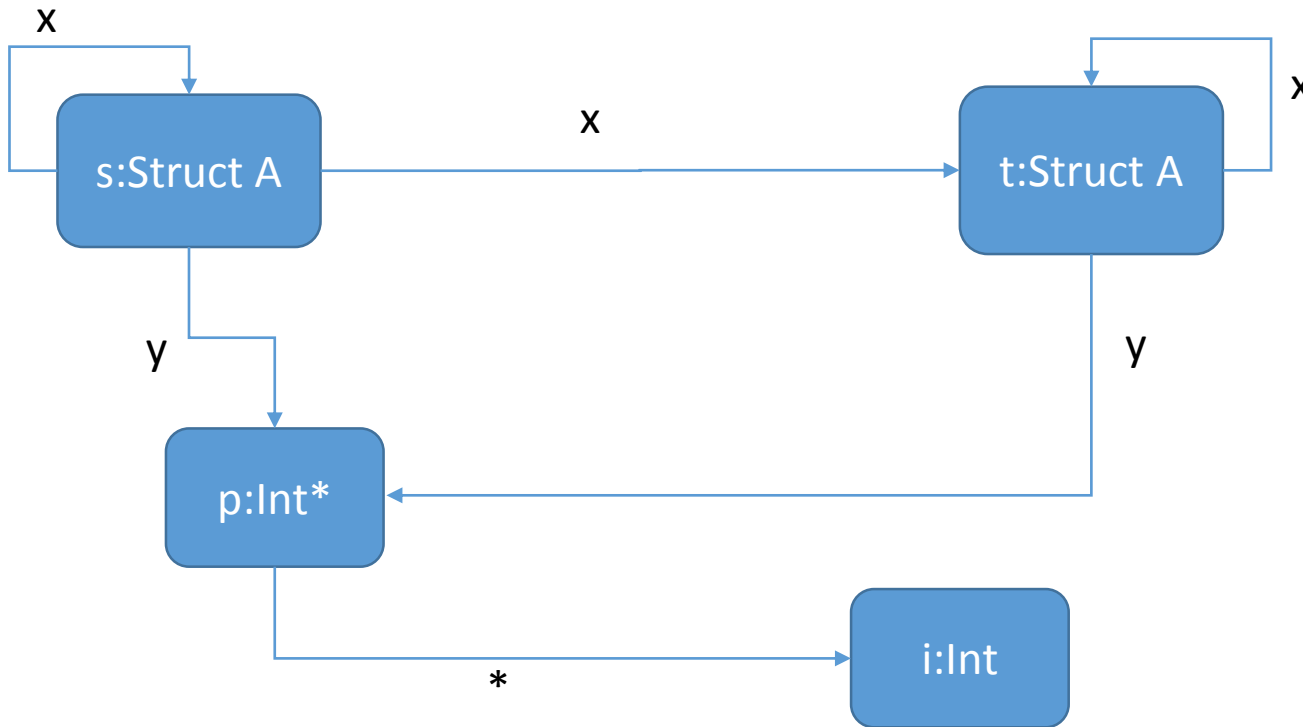 x
s:Struct A
x
t:Struct A
x
y
y
p:Int*
i:Int
*